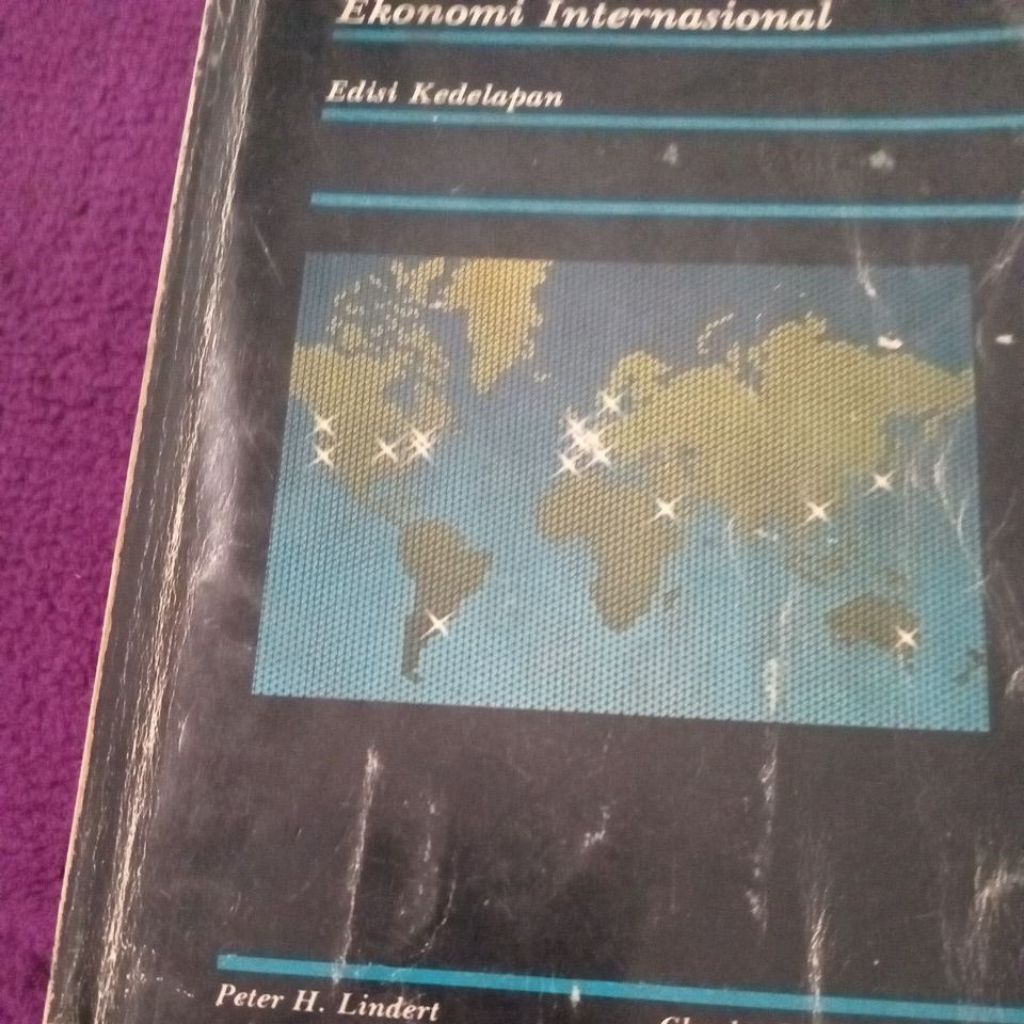 Ekonomi Internasional
Edisi Kedelapan
Peter H. Lindert